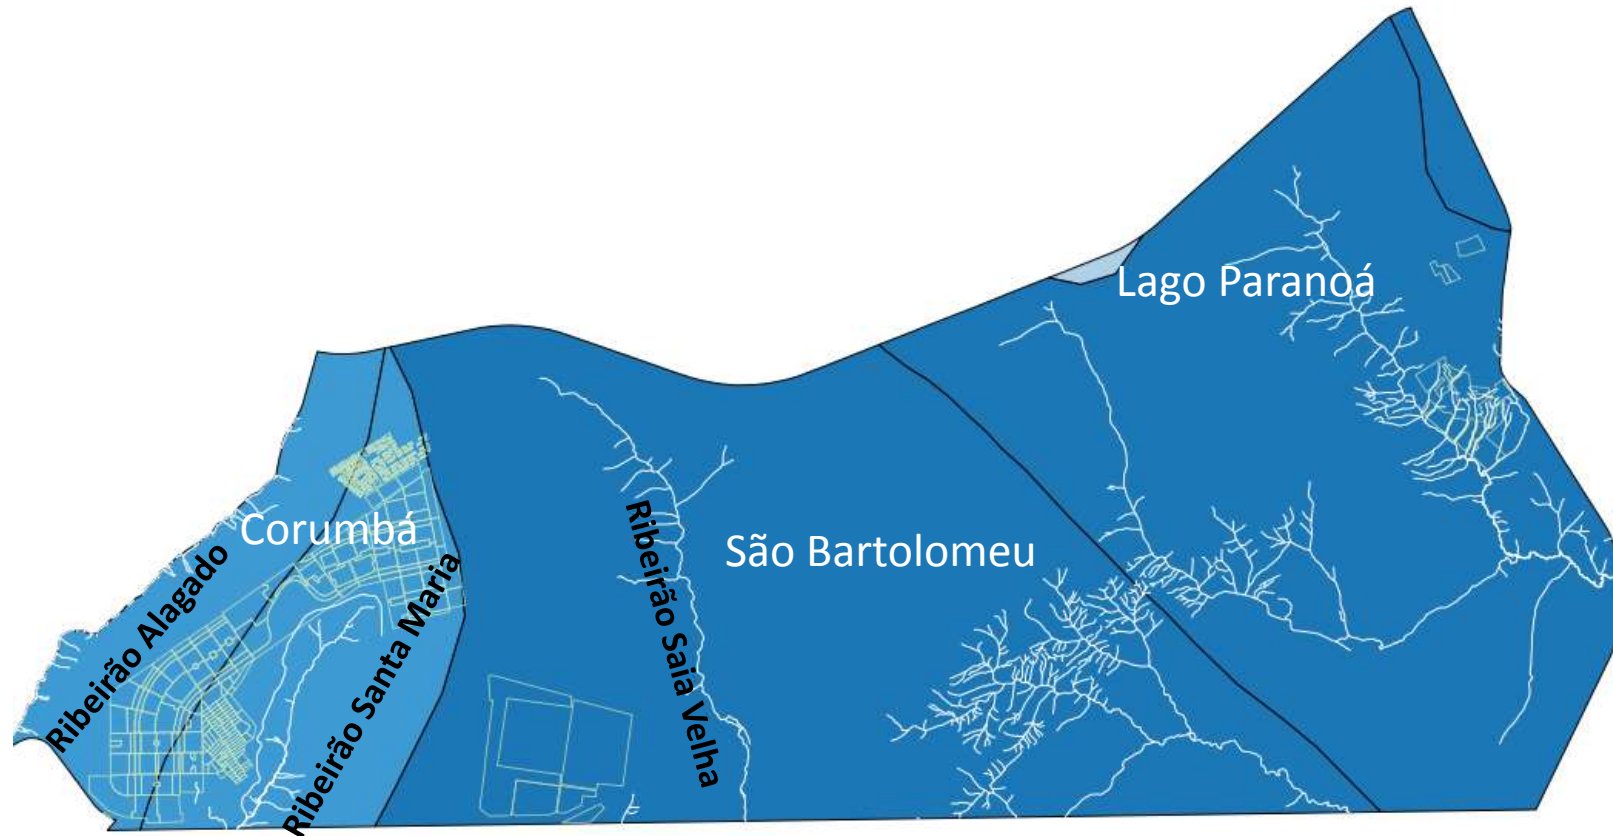 Lago Paranoá
Corumbá
São Bartolomeu
Ribeirão Alagado
Ribeirão Santa Maria
Ribeirão Saia Velha